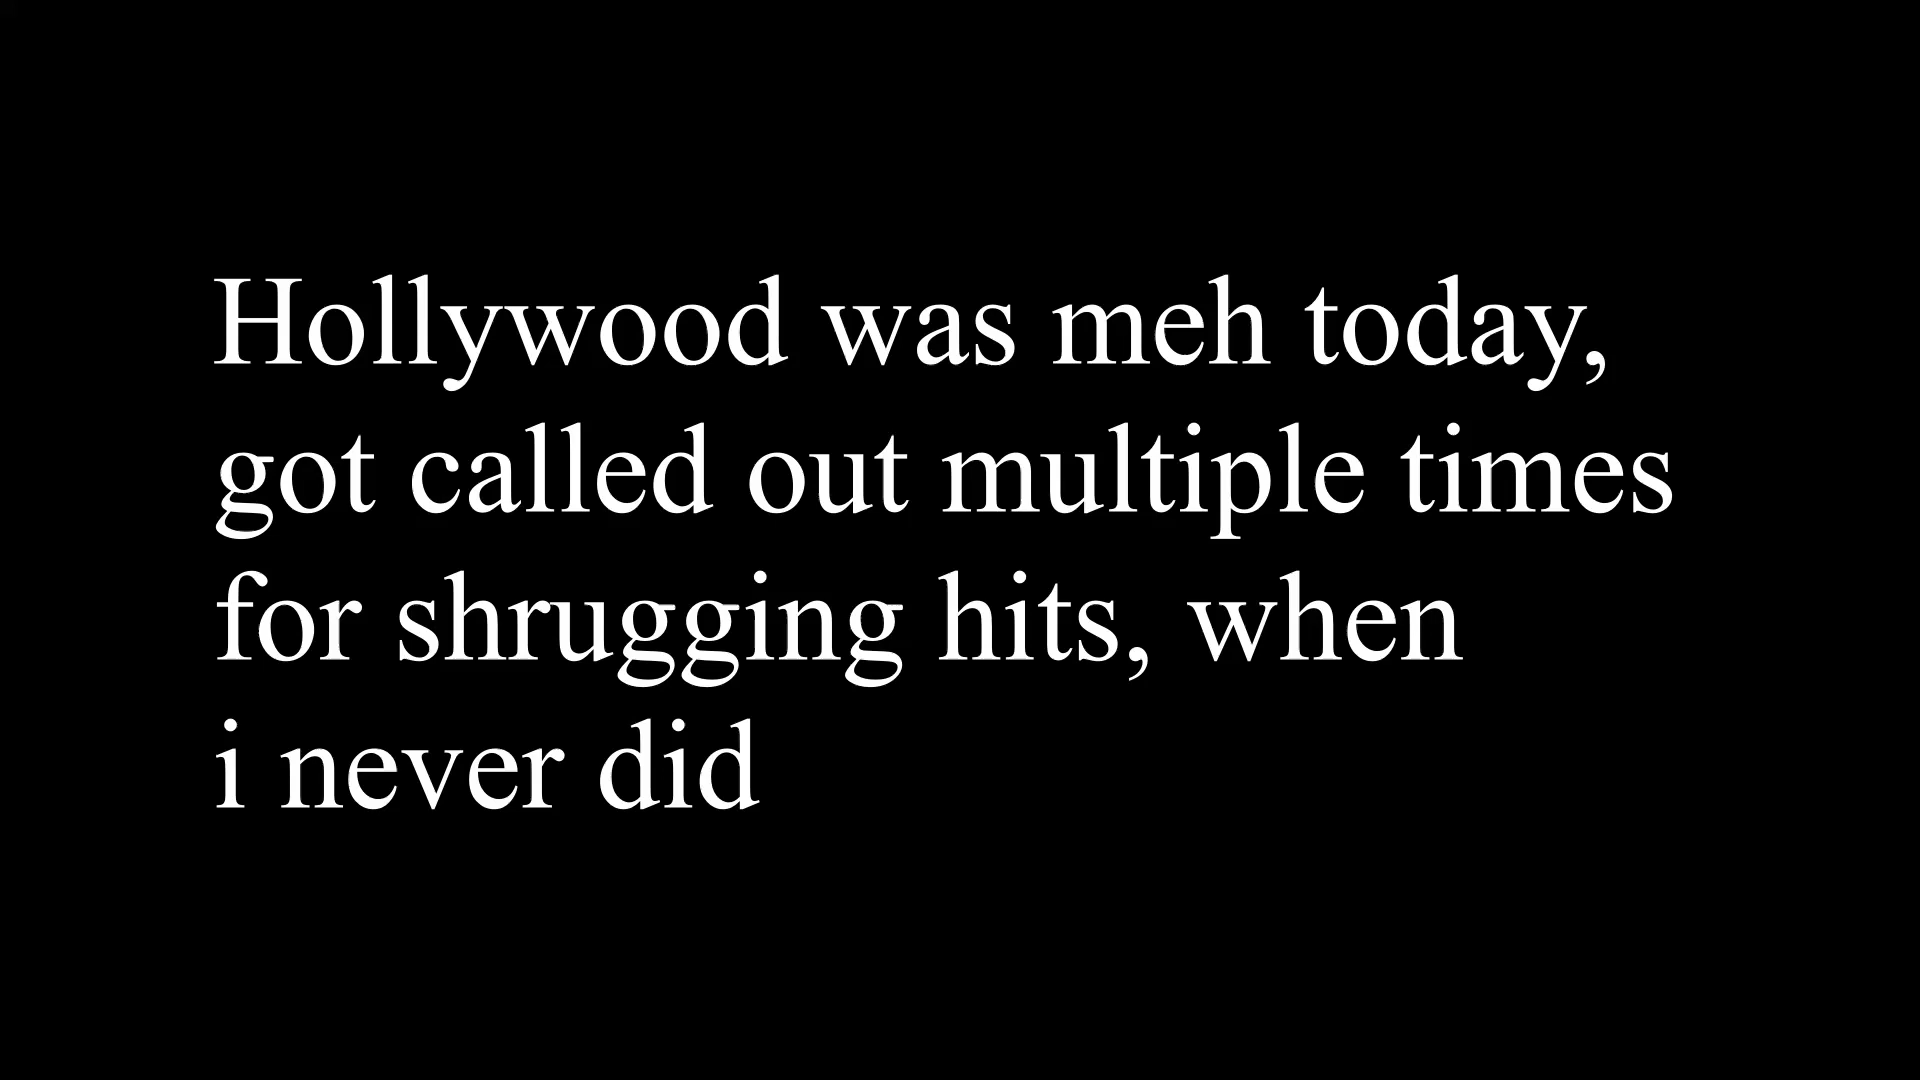 Hollywood was meh today,
got called out multiple times
for shrugging hits, when
i never did